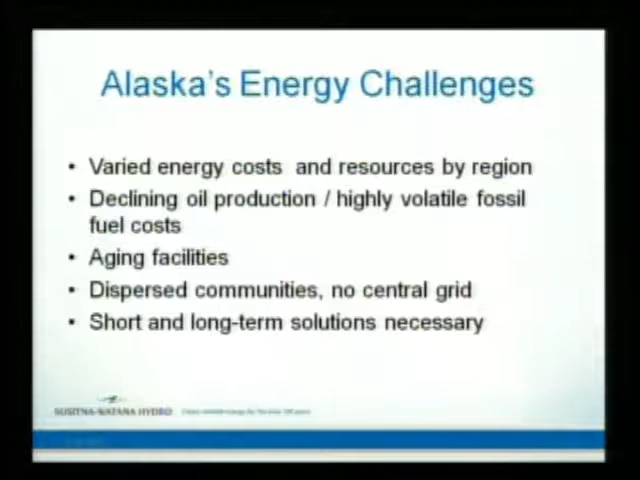 Alaska's Energy Challenges
• Varied energy costs and resources by region
• Declining oil production / highly volatile fossil
fuel costs
• Aging facilities
• Dispersed communities, no central grid
• Short and long-term solutions necessary
SUSITNA-WATANA HYDRO